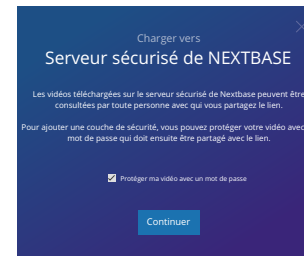 Charger vers
Serveur sécurisé de NEXTBASE
Les vidéos téléchargées sur le serveur sécurisé de Nextbase peuvent être
consultées par toute personne avec qui vous partagez le lien.
Pour ajouter une couche de sécurité, vous pouvez protéger votre vidéo avec
mot de passe qui doit ensuite être partagé avec le lien.
Protéger ma vidéo avec un mot de passe
Continuer